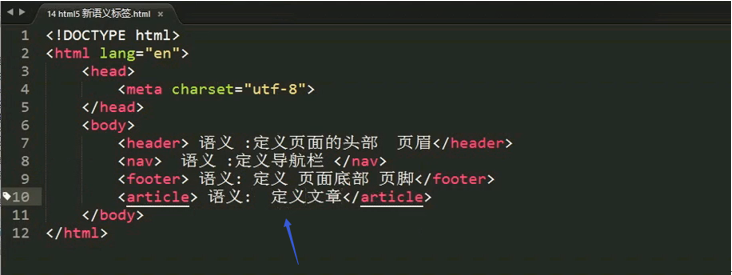 14 html5 新语义标签.html ×
1 <!DOCTYPE html>
2 <html lang="en">
3 <head>
4 <meta charset="utf-8">
5 </head>
6 <body>
7 <header> 语义 :定义页面的头部 页眉</header>
8 <nav> 语义 :定义导航栏 </nav>
9 <footer> 语义: 定义 页面底部 页脚</footer>
10 <article> 语义: 定义文章</article>
11 </body>
12 </html>